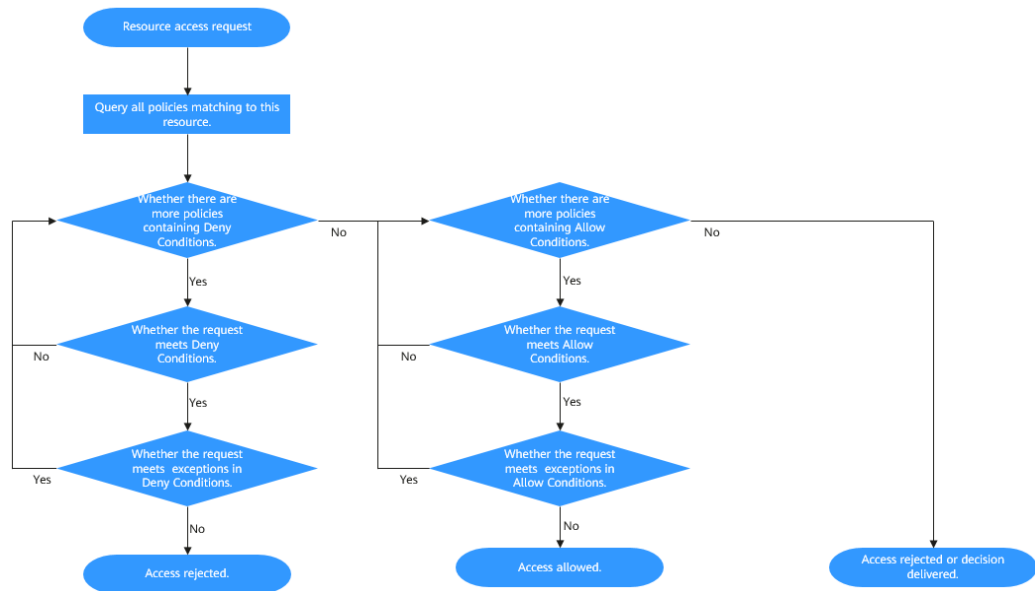 Resource access request
Query all policies matching to this
resource.
Whether there are
more policies
containing Deny
Conditions.
No
Whether there are
more policies
containing Allow
Conditions.
No
Yes
Yes
Whether the request
meets Deny
Conditions.
No
Whether the request
meets Allow
Conditions.
No
Yes
Yes
Whether the request
meets exceptions in
Deny Conditions.
Yes
Whether the request
meets exceptions in
Allow Conditions.
Yes
No
No
Access rejected.
Access allowed.
Access rejected or decision
delivered.